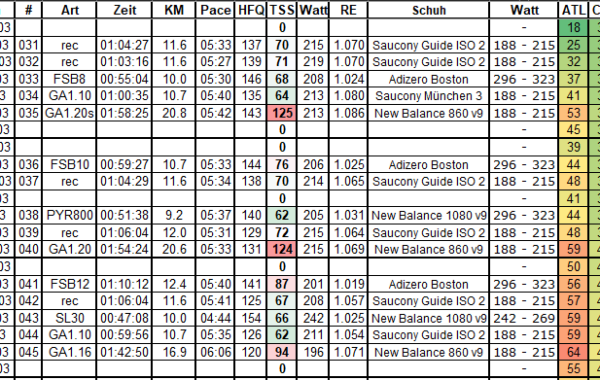 # Art Zeit KM Pace HFQ TSS Watt RE Schuh Watt ATL C
03 0 - 18
03 031 rec 01:04:27 11.6 05:33 137 70 215 1.070 Saucony Guide ISO 2 188 - 215 25
03 032 rec 01:03:16 11.6 05:27 139 71 219 1.070 Saucony Guide ISO 2 188 - 215 32
03 033 FSB8 00:55:04 10.0 05:30 146 68 208 1.024 Adizero Boston 296 - 323 37
03 034 GA1.10 01:00:35 10.7 05:40 135 64 213 1.080 Saucony München 3 188 - 215 41
03 035 GA1.20s 01:58:25 20.8 05:42 143 125 213 1.086 New Balance 860 v9 188 - 215 53
03 0 - 45
03 0 - 39
03 036 FSB10 00:59:27 10.7 05:33 144 76 206 1.025 Adizero Boston 296 - 323 44
03 037 rec 01:04:29 11.6 05:34 138 70 214 1.065 Saucony Guide ISO 2 188 - 215 48
03 0 - 41
03 038 PYR800 00:51:38 9.2 05:37 140 62 205 1.031 New Balance 1080 v9 296 - 323 44
03 039 rec 01:06:04 12.0 05:31 129 72 215 1.064 Saucony Guide ISO 2 188 - 215 48
03 040 GA1.20 01:54:24 20.6 05:33 131 124 215 1.069 New Balance 860 v9 188 - 215 59
03 0 - 50
03 041 FSB12 01:10:12 12.4 05:40 141 87 201 1.019 Adizero Boston 296 - 323 56
03 042 rec 01:06:04 11.6 05:41 125 67 208 1.057 Saucony Guide ISO 2 188 - 215 57
03 043 SL30 00:47:08 10.0 04:44 154 66 242 1.025 New Balance 1080 v9 242 - 269 59
03 044 GA1.10 00:59:56 10.7 05:35 126 62 211 1.054 Saucony Guide ISO 2 188 - 215 59
03 045 GA1.16 01:42:50 16.9 06:06 120 94 196 1.071 New Balance 860 v9 188 - 215 64
03 0 - 55